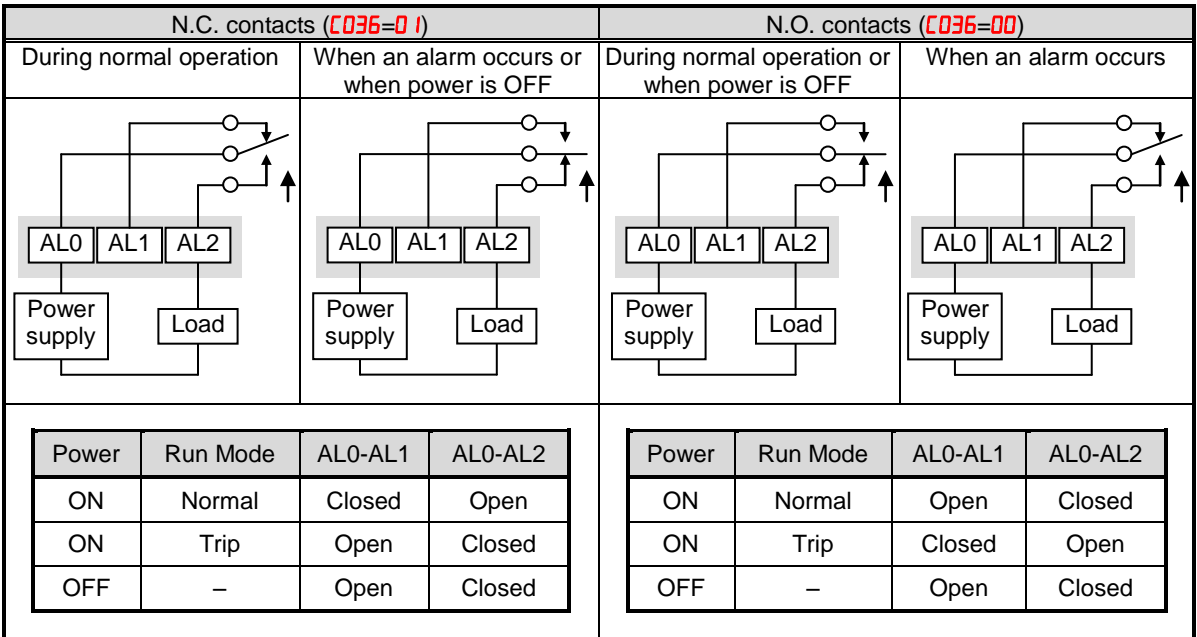 N.C. contacts (C036=01)
N.O. contacts (C036=00)
During normal operation
When an alarm occurs or
when power is OFF
During normal operation or
when power is OFF
When an alarm occurs
AL0 AL1 AL2
Power
supply
Load
AL0 AL1 AL2
Power
supply
Load
AL0 AL1 AL2
Power
supply
Load
AL0 AL1 AL2
Power
supply
Load
Power Run Mode AL0-AL1 AL0-AL2
ON Normal Closed Open
ON Trip Open Closed
OFF – Open Closed
Power Run Mode AL0-AL1 AL0-AL2
ON Normal Open Closed
ON Trip Closed Open
OFF – Open Closed